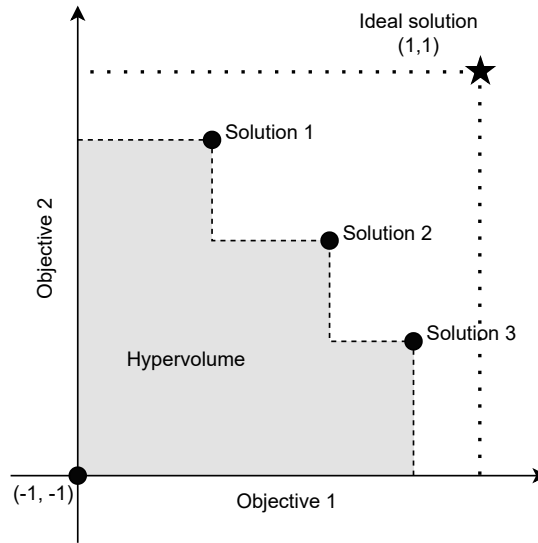 Ideal solution
(1,1)
Solution 1
Solution 2
Solution 3
Objective 2
Hypervolume
(-1, -1)
Objective 1